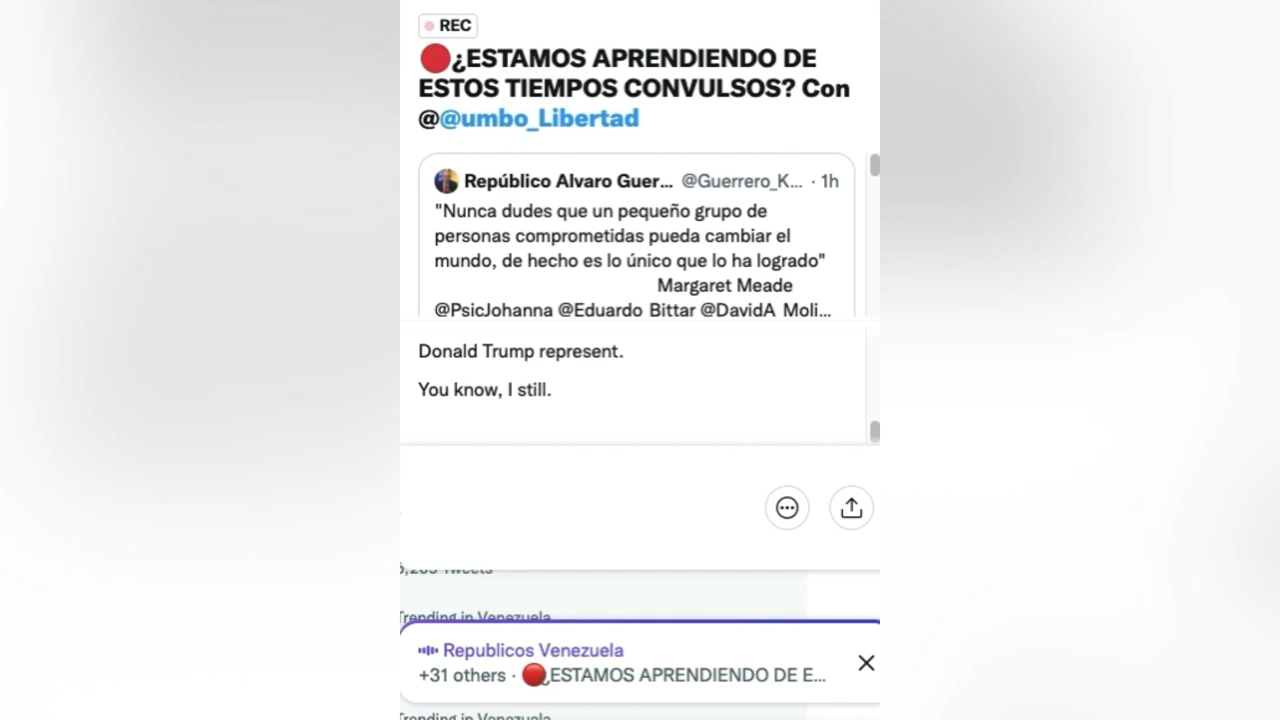 REC
🔴¿ESTAMOS APRENDIENDO DE
ESTOS TIEMPOS CONVULSOS? Con
@@umbo_Libertad
Repúblico Alvaro Guer... @Guerrero_K... · 1h
"Nunca dudes que un pequeño grupo de
personas comprometidas pueda cambiar el
mundo, de hecho es lo único que lo ha logrado"
Margaret Meade
@PsicJohanna @Eduardo_Bittar @DavidA_Moli...
Donald Trump represent.
You know, I still.
Tweets
Trending in Venezuela
Republicos Venezuela
+31 others · 🔴¿ESTAMOS APRENDIENDO DE E...
Trending in Venezuela